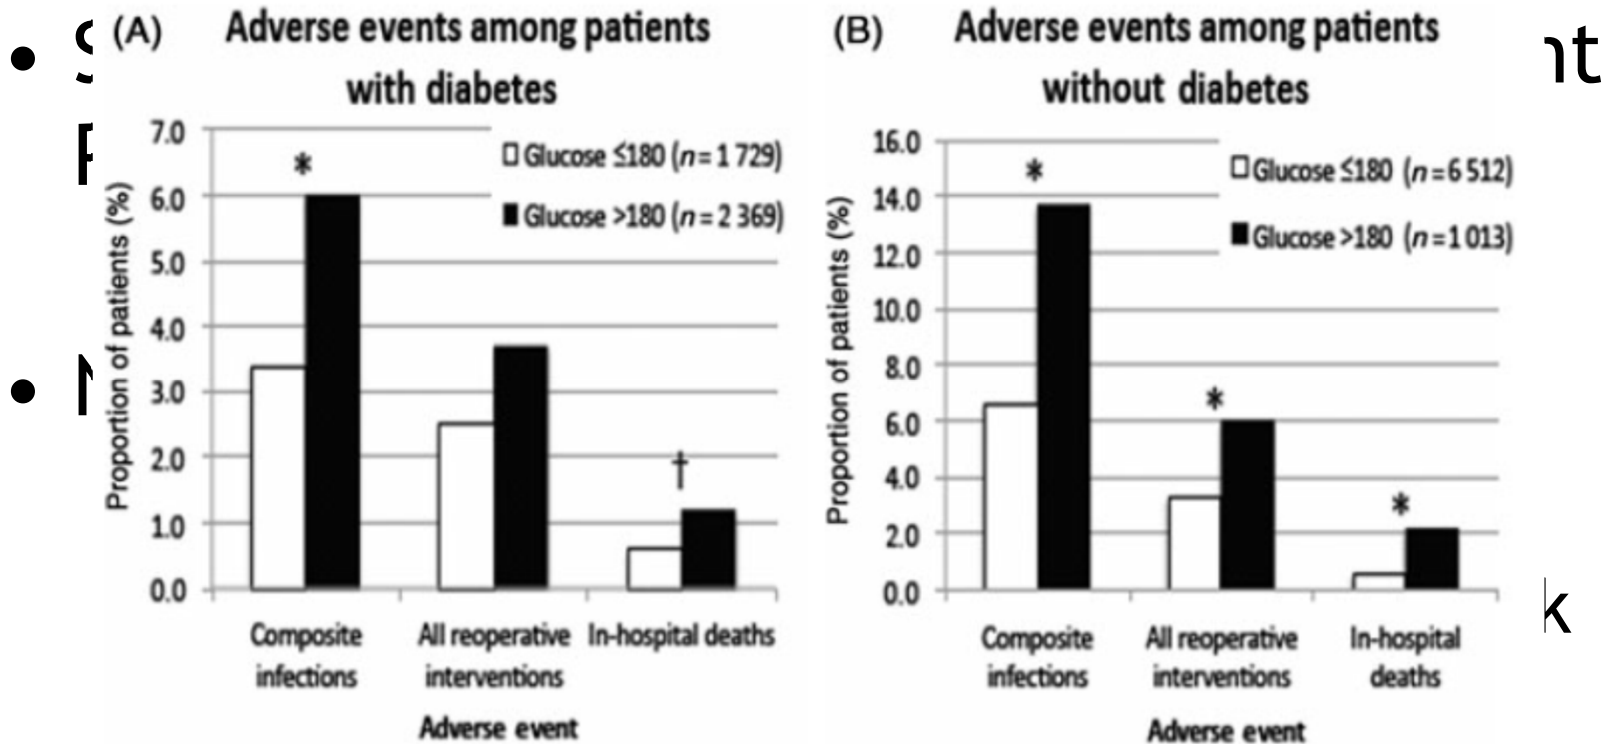 (A) Adverse events among patients
with diabetes
7.0
6.0
5.0
4.0
3.0
2.0
1.0
0.0
Proportion of patients (%)
*
†
Glucose ≤180 (n=1 729)
Glucose >180 (n=2 369)
Composite
infections
All reoperative
interventions
In-hospital deaths
Adverse event
(B) Adverse events among patients
without diabetes
16.0
14.0
12.0
10.0
8.0
6.0
4.0
2.0
0.0
Proportion of patients (%)
*
*
*
Glucose ≤180 (n=6 512)
Glucose >180 (n=1 013)
Composite
infections
All reoperative
interventions
In-hospital
deaths
Adverse event
nt
k